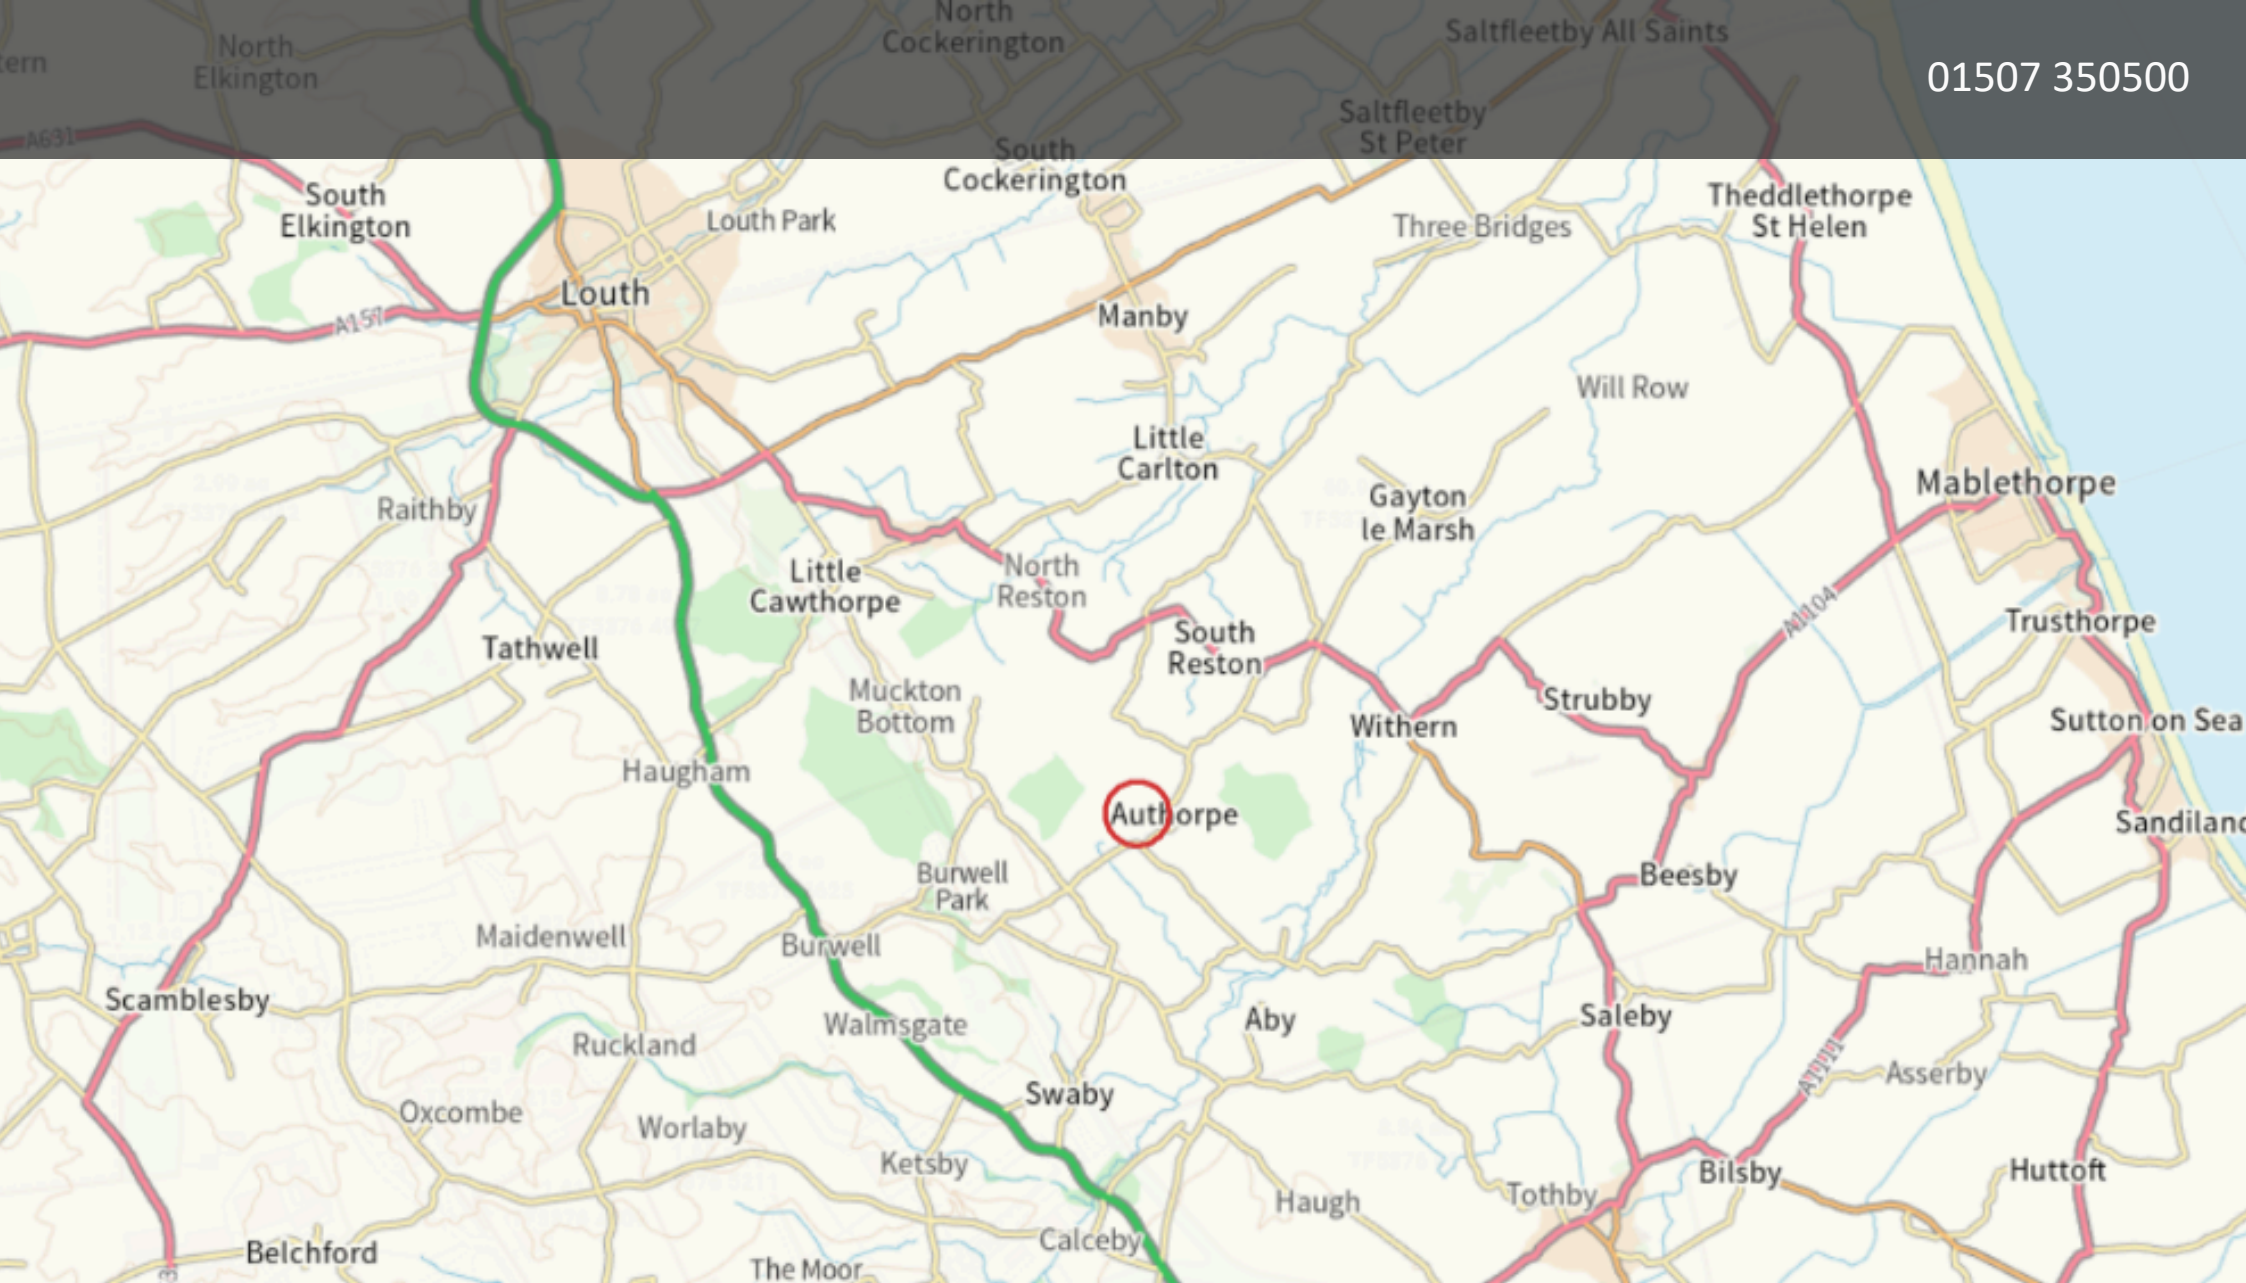 North
Cockerington
Saltfleetby All Saints
North
Elkington
tern
01507 350500
Saltfleetby
St Peter
A631
South
Cockerington
South
Elkington
Louth Park
Theddlethorpe
St Helen
Three Bridges
Louth
A157
Manby
Will Row
Little
Carlton
Mablethorpe
Gayton
le Marsh
Raithby
North
Reston
Little
Cawthorpe
A1104
Trusthorpe
South
Reston
Tathwell
Muckton
Bottom
Strubby
Withern
Sutton on Sea
Haugham
Authorpe
Sandiland
Burwell
Park
Beesby
Maidenwell
Burwell
Hannah
Scamblesby
Walmsgate
Aby
Saleby
Ruckland
A1111
Asserby
Swaby
Oxcombe
Worlaby
Ketsby
Bilsby
Huttoft
Haugh
Tothby
Calceby
Belchford
The Moor